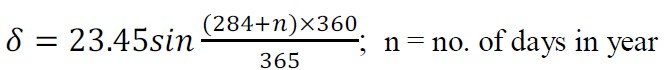 δ = 23.45sin (284+n)×360/365; n = no. of days in year